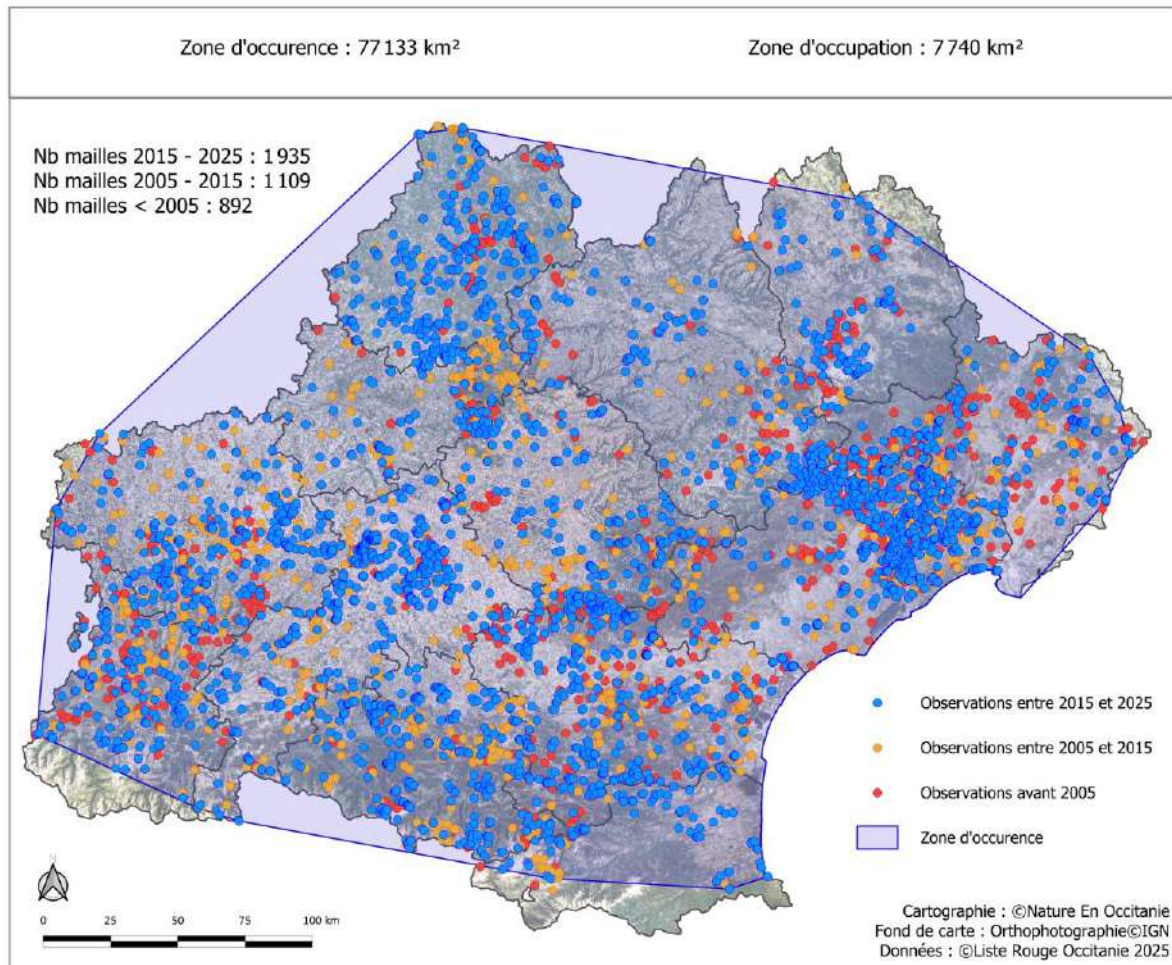 Zone d'occurence : 77 133 km²
Zone d'occupation : 7 740 km²
Nb mailles 2015 - 2025 : 1 935
Nb mailles 2005 - 2015 : 1 109
Nb mailles < 2005 : 892
Observations entre 2015 et 2025
Observations entre 2005 et 2015
Observations avant 2005
Zone d'occurence
N
0 25 50 75 100 km
Cartographie : ©Nature En Occitanie
Fond de carte : Orthophotographie©IGN
Données : ©Liste Rouge Occitanie 2025